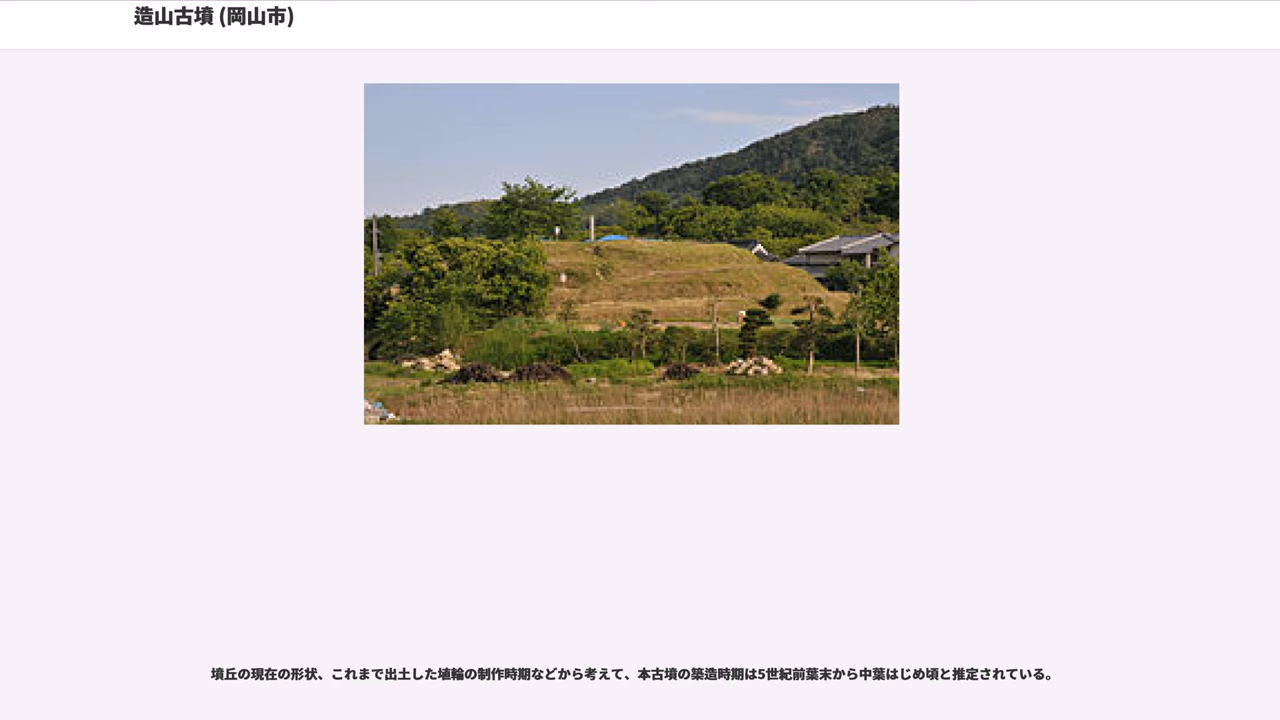 造山古墳 (岡山市)
墳丘の現在の形状、これまで出土した埴輪の制作時期などから考えて、本古墳の築造時期は5世紀前葉末から中葉はじめ頃と推定されている。